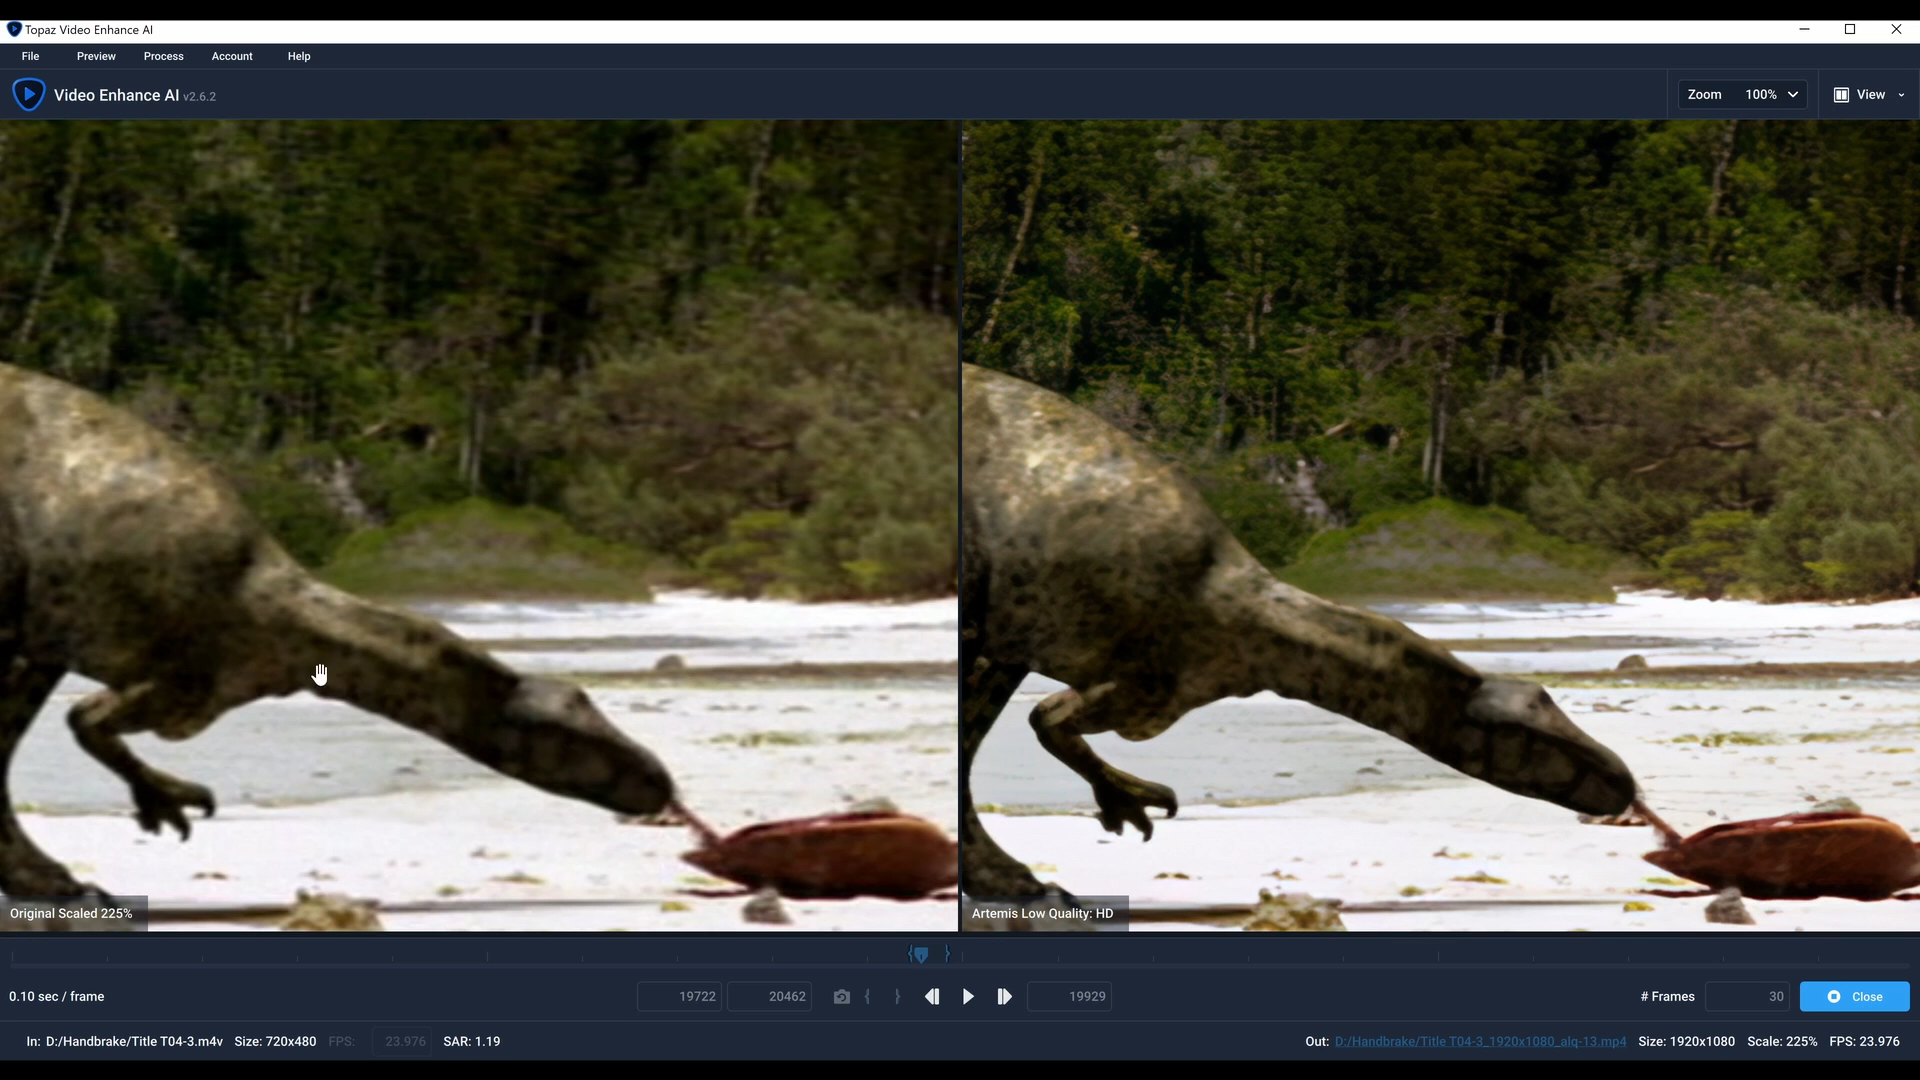 Topaz Video Enhance AI
File Preview Process Account Help
Video Enhance AI v2.6.2
Zoom 100% View
Original Scaled 225%
Artemis Low Quality: HD
0.10 sec / frame 19722 20462 { } 19929 # Frames 30 Close
In: D:/Handbrake/Title T04-3.m4v Size: 720x480 FPS: 23.976 SAR: 1.19 Out: D:/Handbrake/Title T04-3_1920x1080_alq-13.mp4 Size: 1920x1080 Scale: 225% FPS: 23.976